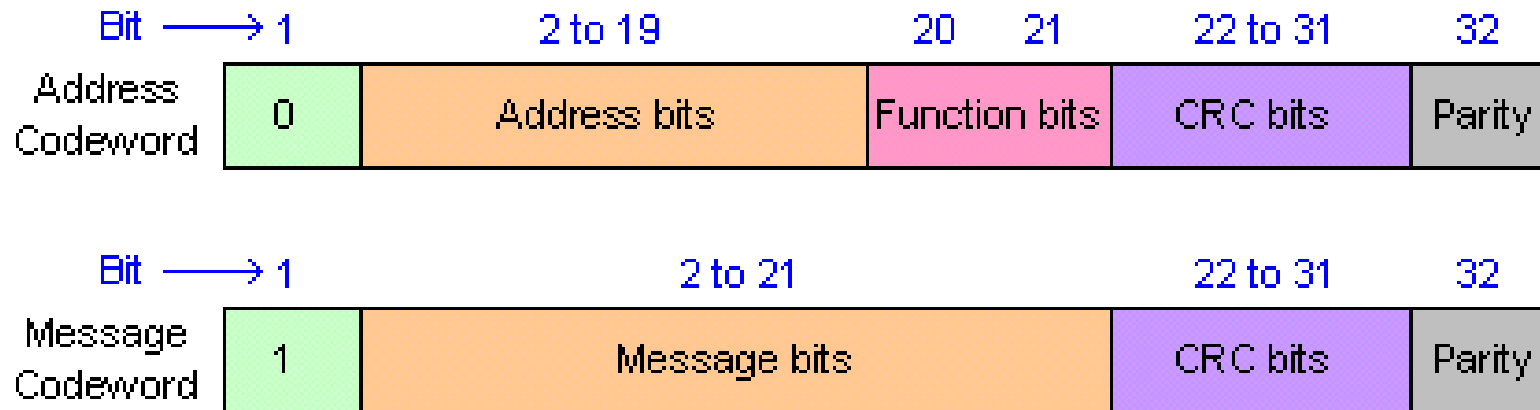 Bit 1 2 to 19 20 21 22 to 31 32
Address Codeword 0 Address bits Function bits CRC bits Parity
Bit 1 2 to 21 22 to 31 32
Message Codeword 1 Message bits CRC bits Parity